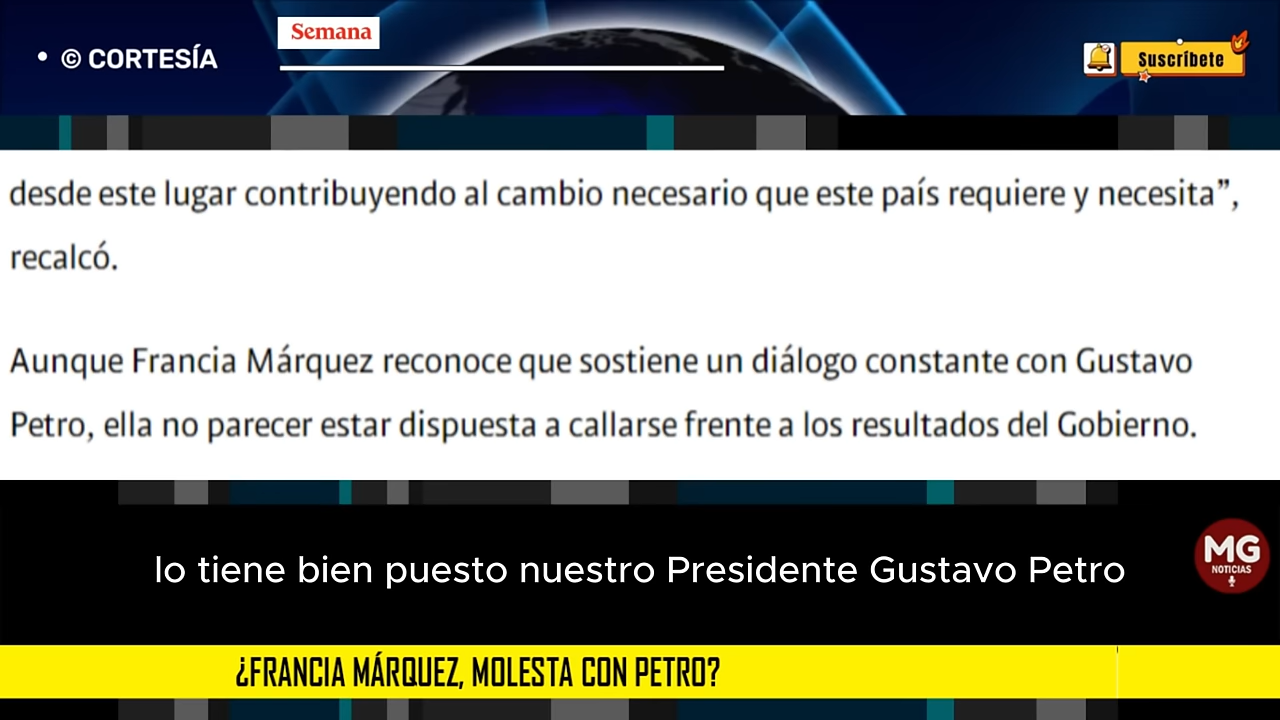 • © CORTESÍA
Semana
Suscríbete
desde este lugar contribuyendo al cambio necesario que este país requiere y necesita”,
recalcó.
Aunque Francia Márquez reconoce que sostiene un diálogo constante con Gustavo
Petro, ella no parecer estar dispuesta a callarse frente a los resultados del Gobierno.
MG
NOTICIAS
lo tiene bien puesto nuestro Presidente Gustavo Petro
¿FRANCIA MÁRQUEZ, MOLESTA CON PETRO?